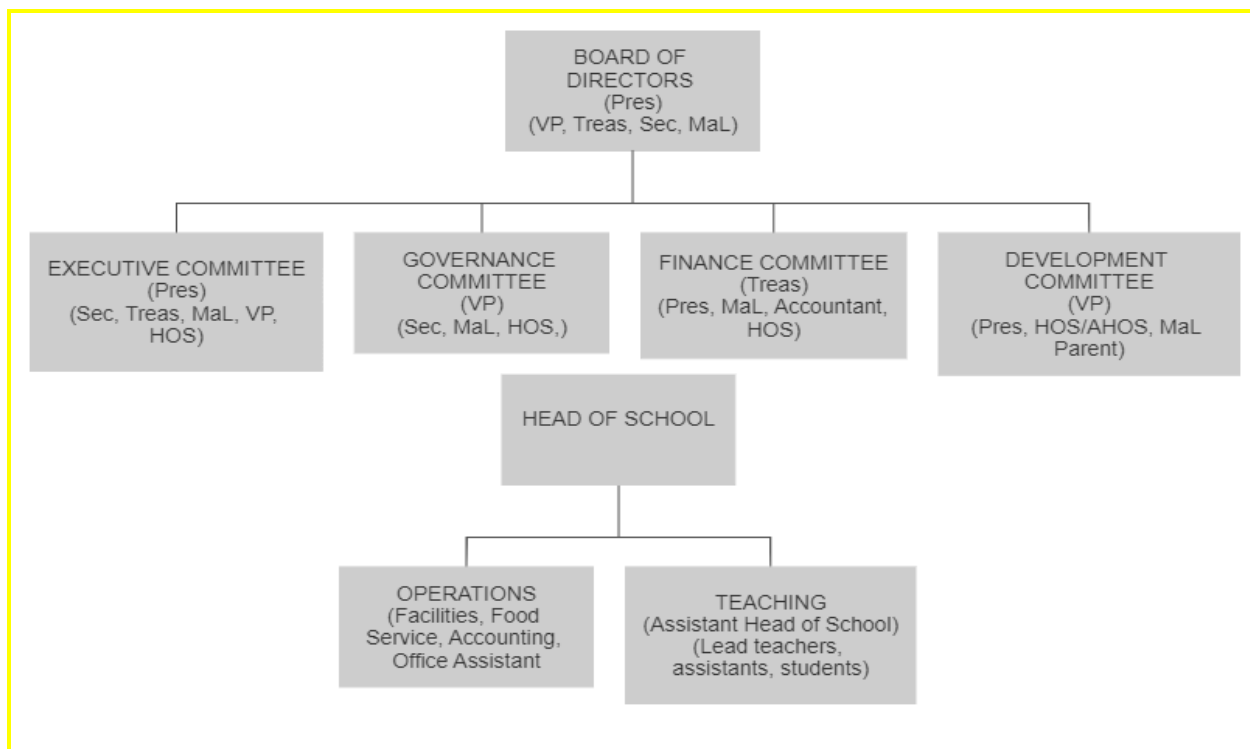 BOARD OF
DIRECTORS
(Pres)
(VP, Treas, Sec, MaL)
EXECUTIVE COMMITTEE
(Pres)
(Sec, Treas, MaL, VP,
HOS)
GOVERNANCE
COMMITTEE
(VP)
(Sec, MaL, HOS,)
FINANCE COMMITTEE
(Treas)
(Pres, MaL, Accountant,
HOS)
DEVELOPMENT
COMMITTEE
(VP)
(Pres, HOS/AHOS, MaL
Parent)
HEAD OF SCHOOL
OPERATIONS
(Facilities, Food
Service, Accounting,
Office Assistant
TEACHING
(Assistant Head of School)
(Lead teachers,
assistants, students)